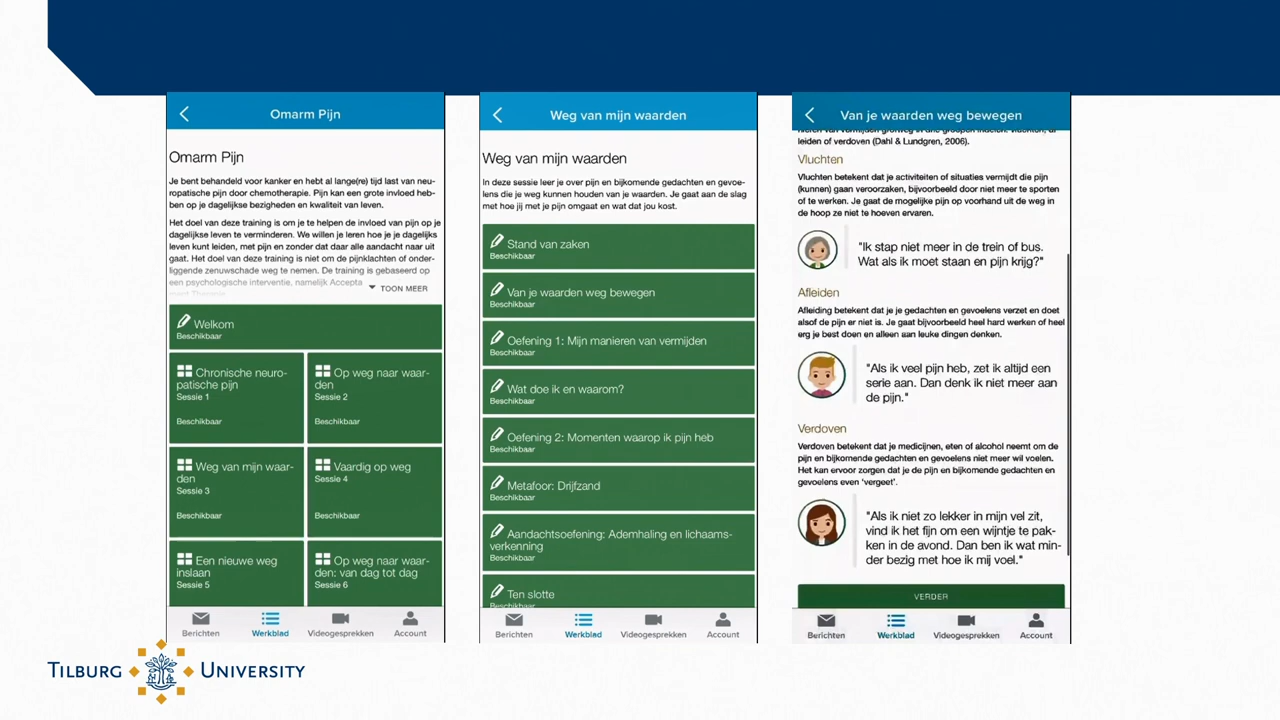 Omarm Pijn
Omarm Pijn
Je bent behandeld voor kanker en hebt al lange(re) tijd last van neu-
ropatische pijn door chemotherapie. Pijn kan een grote invloed heb-
ben op je dagelijkse bezigheden en kwaliteit van leven.
Het doel van deze training is om je te helpen de invloed van pijn op je
dagelijkse leven te verminderen. We willen je leren hoe je je dagelijks
leven kunt leiden, met pijn en zonder dat daar alle aandacht naar uit
gaat. Het doel van deze training is niet om de pijnklachten of onder-
liggende zenuwschade weg te nemen. De training is gebaseerd op
een psychologische interventie, namelijk Accepta
TOON MEER
Welkom
Beschikbaar
Chronische neuro-
patische pijn
Sessie 1
Beschikbaar
Op weg naar waar-
den
Sessie 2
Beschikbaar
Weg van mijn waar-
den
Sessie 3
Beschikbaar
Vaardig op weg
Sessie 4
Beschikbaar
Een nieuwe weg
inslaan
Sessie 5
Op weg naar waar-
den: van dag tot dag
Sessie 6
Berichten
Werkblad
Videogesprekken
Account
Weg van mijn waarden
Weg van mijn waarden
In deze sessie leer je over pijn en bijkomende gedachten en gevoe-
lens die je weg kunnen houden van je waarden. Je gaat aan de slag
met hoe jij met je pijn omgaat en wat dat jou kost.
Stand van zaken
Beschikbaar
Van je waarden weg bewegen
Beschikbaar
Oefening 1: Mijn manieren van vermijden
Beschikbaar
Wat doe ik en waarom?
Beschikbaar
Oefening 2: Momenten waarop ik pijn heb
Beschikbaar
Metafoor: Drijfzand
Beschikbaar
Aandachtsoefening: Ademhaling en lichaams-
verkenning
Beschikbaar
Ten slotte
Beschikbaar
Berichten
Werkblad
Videogesprekken
Account
Van je waarden weg bewegen
leiden of verdoven (Dahl & Lundgren, 2006).
Vluchten
Vluchten betekent dat je activiteiten of situaties vermijdt die pijn
(kunnen) gaan veroorzaken, bijvoorbeeld door niet meer te sporten
of te werken. Je gaat de mogelijke pijn op voorhand uit de weg in
de hoop ze niet te hoeven ervaren.
"Ik stap niet meer in de trein of bus.
Wat als ik moet staan en pijn krijg?"
Afleiden
Afleiding betekent dat je je gedachten en gevoelens verzet en doet
alsof de pijn er niet is. Je gaat bijvoorbeeld heel hard werken of heel
erg je best doen en alleen aan leuke dingen denken.
"Als ik veel pijn heb, zet ik altijd een
serie aan. Dan denk ik niet meer aan
de pijn."
Verdoven
Verdoven betekent dat je medicijnen, eten of alcohol neemt om de
pijn en bijkomende gedachten en gevoelens niet meer wil voelen.
Het kan ervoor zorgen dat je de pijn en bijkomende gedachten en
gevoelens even 'vergeet'.
"Als ik niet zo lekker in mijn vel zit,
vind ik het fijn om een wijntje te pak-
ken in de avond. Dan ben ik wat min-
der bezig met hoe ik mij voel."
VERDER
Berichten
Werkblad
Videogesprekken
Account
TILBURG UNIVERSITY